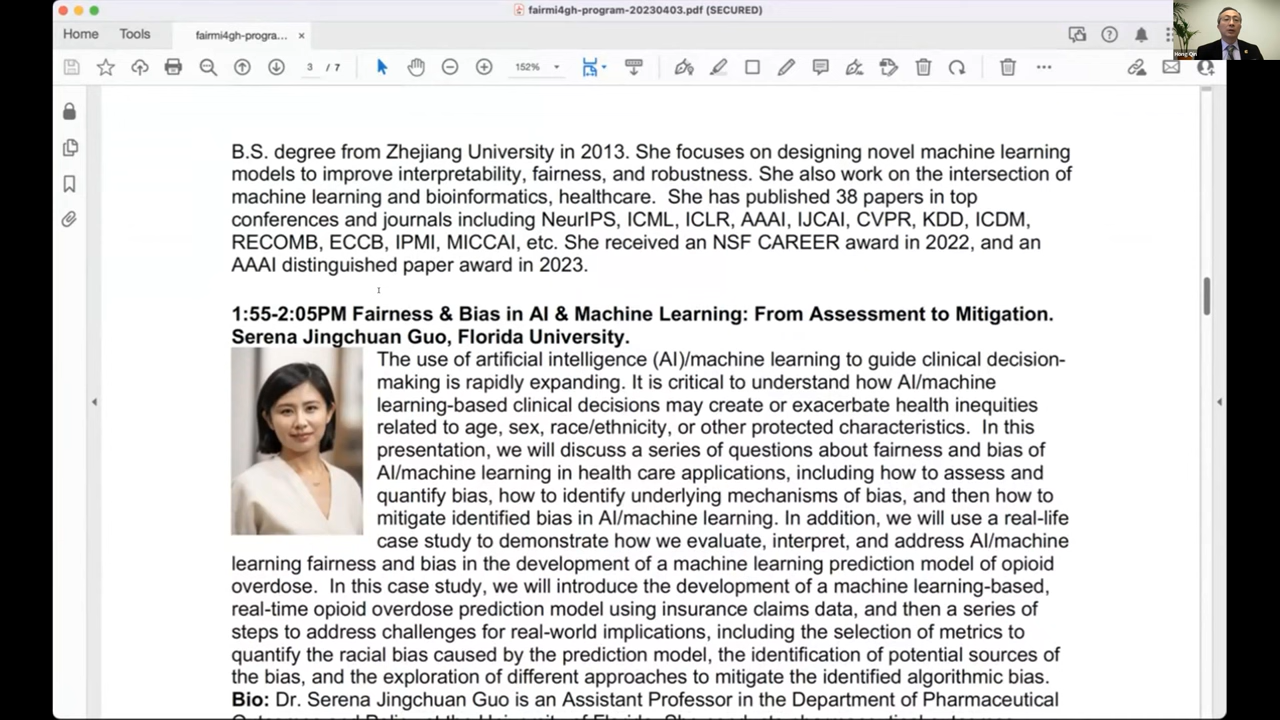 fairmi4gh-program-20230403.pdf (SECURED)
Home Tools fairmi4gh-progra... ×
3 / 7 152%
B.S. degree from Zhejiang University in 2013. She focuses on designing novel machine learning
models to improve interpretability, fairness, and robustness. She also work on the intersection of
machine learning and bioinformatics, healthcare. She has published 38 papers in top
conferences and journals including NeurIPS, ICML, ICLR, AAAI, IJCAI, CVPR, KDD, ICDM,
RECOMB, ECCB, IPMI, MICCAI, etc. She received an NSF CAREER award in 2022, and an
AAAI distinguished paper award in 2023.
1:55-2:05PM Fairness & Bias in AI & Machine Learning: From Assessment to Mitigation.
Serena Jingchuan Guo, Florida University.
The use of artificial intelligence (AI)/machine learning to guide clinical decision-
making is rapidly expanding. It is critical to understand how AI/machine
learning-based clinical decisions may create or exacerbate health inequities
related to age, sex, race/ethnicity, or other protected characteristics. In this
presentation, we will discuss a series of questions about fairness and bias of
AI/machine learning in health care applications, including how to assess and
quantify bias, how to identify underlying mechanisms of bias, and then how to
mitigate identified bias in AI/machine learning. In addition, we will use a real-life
case study to demonstrate how we evaluate, interpret, and address AI/machine
learning fairness and bias in the development of a machine learning prediction model of opioid
overdose. In this case study, we will introduce the development of a machine learning-based,
real-time opioid overdose prediction model using insurance claims data, and then a series of
steps to address challenges for real-world implications, including the selection of metrics to
quantify the racial bias caused by the prediction model, the identification of potential sources of
the bias, and the exploration of different approaches to mitigate the identified algorithmic bias.
Bio: Dr. Serena Jingchuan Guo is an Assistant Professor in the Department of Pharmaceutical